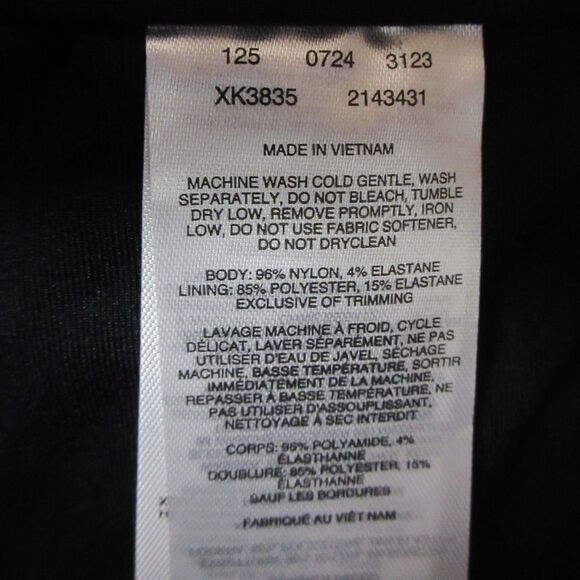 125 0724 3123
XK3835 2143431
MADE IN VIETNAM
MACHINE WASH COLD GENTLE, WASH
SEPARATELY, DO NOT BLEACH, TUMBLE
DRY LOW, REMOVE PROMPTLY, IRON
LOW, DO NOT USE FABRIC SOFTENER,
DO NOT DRYCLEAN
BODY: 96% NYLON, 4% ELASTANE
LINING: 85% POLYESTER, 15% ELASTANE
EXCLUSIVE OF TRIMMING
LAVAGE MACHINE À FROID, CYCLE
DÉLICAT, LAVER SÉPARÉMENT, NE PAS
UTILISER D'EAU DE JAVEL, SÉCHAGE
MACHINE, BASSE TEMPÉRATURE, SORTIR
IMMÉDIATEMENT DE LA MACHINE,
REPASSER À BASSE TEMPÉRATURE, NE
PAS UTILISER D'ASSOUPLISSANT,
NETTOYAGE À SEC INTERDIT
CORPS: 96% POLYAMIDE, 4%
ÉLASTHANNE
DOUBLURE: 85% POLYESTER, 15%
ÉLASTHANNE
SAUF LES BORDURES
FABRIQUÉ AU VIÊT NAM